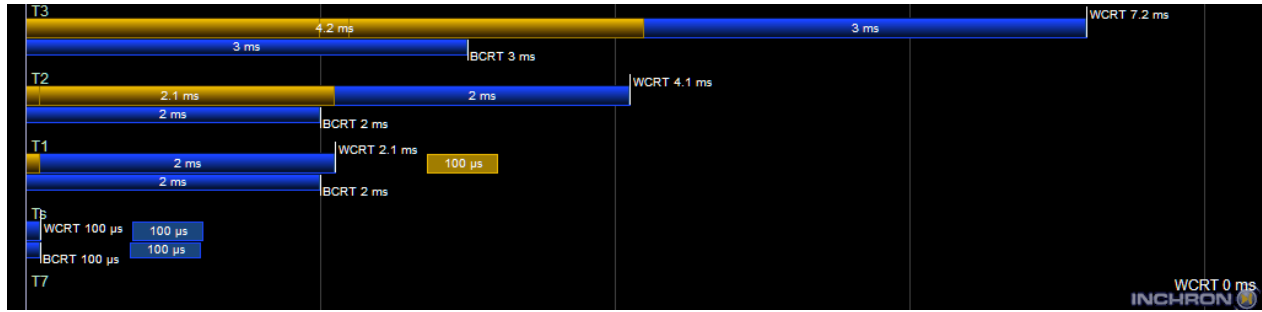 T3
WCRT 7.2 ms
4.2 ms
3 ms
3 ms
BCRT 3 ms
T2
WCRT 4.1 ms
2.1 ms
2 ms
2 ms
BCRT 2 ms
T1
WCRT 2.1 ms
2 ms
100 µs
2 ms
BCRT 2 ms
Ts
WCRT 100 µs
100 µs
100 µs
BCRT 100 µs
T7
WCRT 0 ms
INCHRON